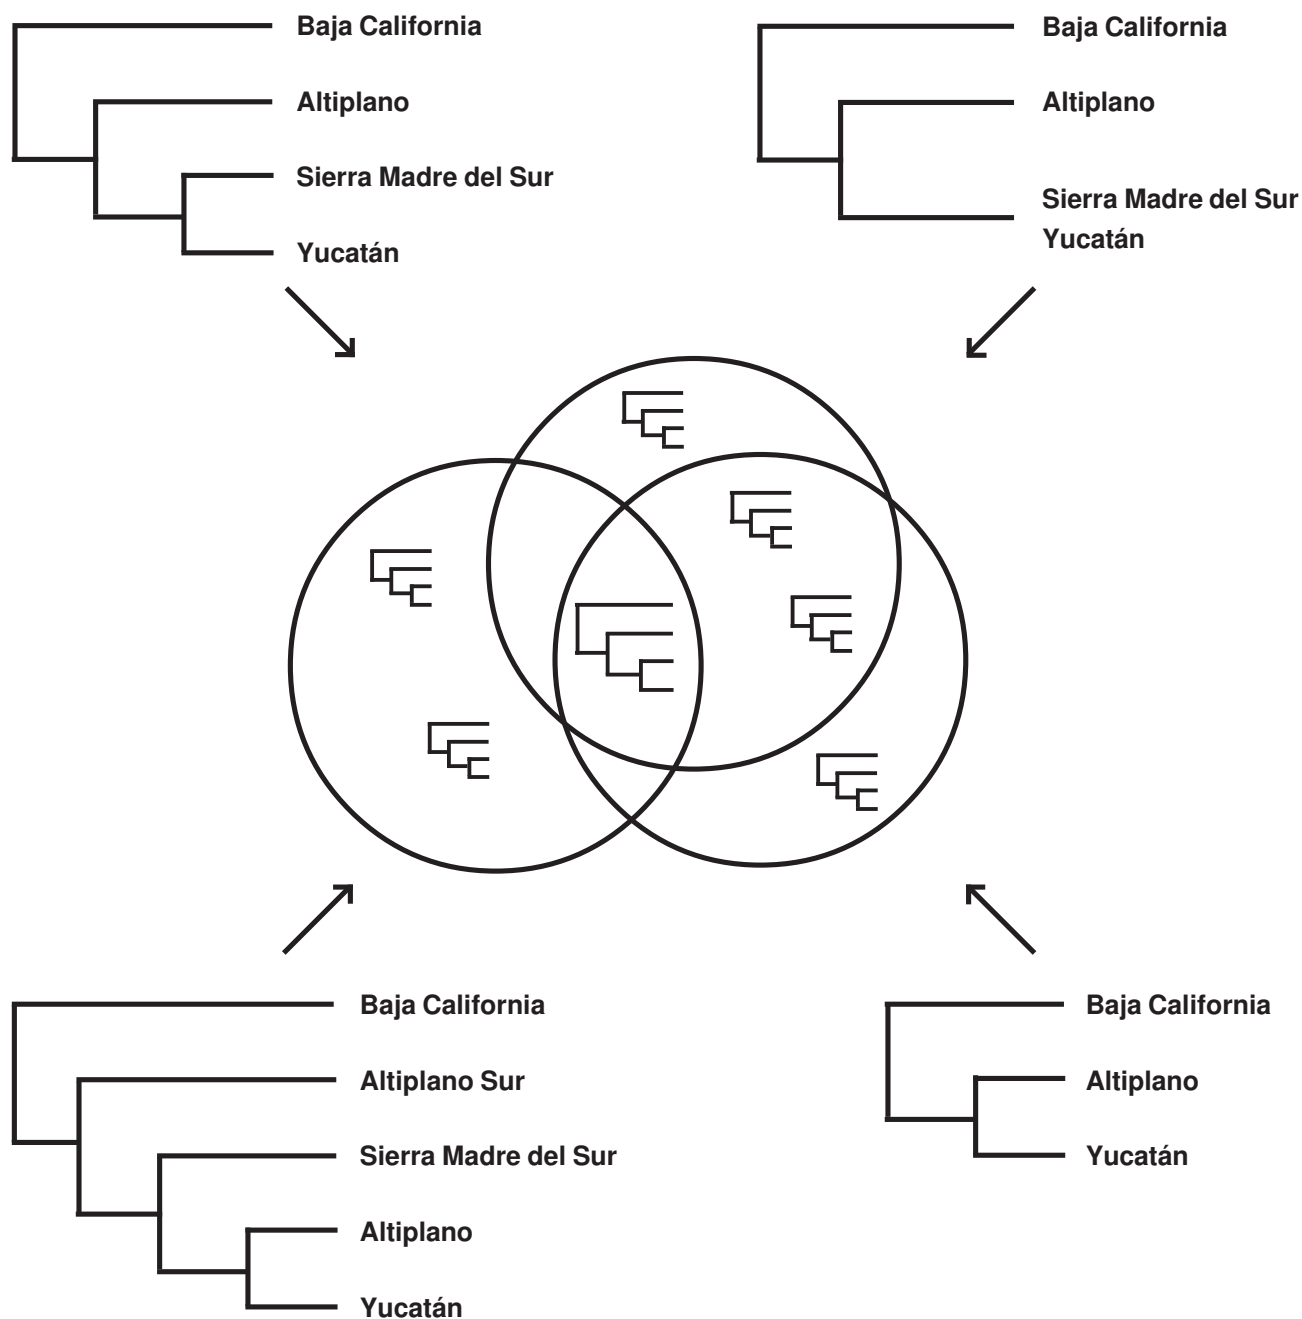 Baja California
Altiplano
Sierra Madre del Sur
Yucatán
Baja California
Altiplano
Sierra Madre del Sur
Yucatán
Baja California
Altiplano Sur
Sierra Madre del Sur
Altiplano
Yucatán
Baja California
Altiplano
Yucatán